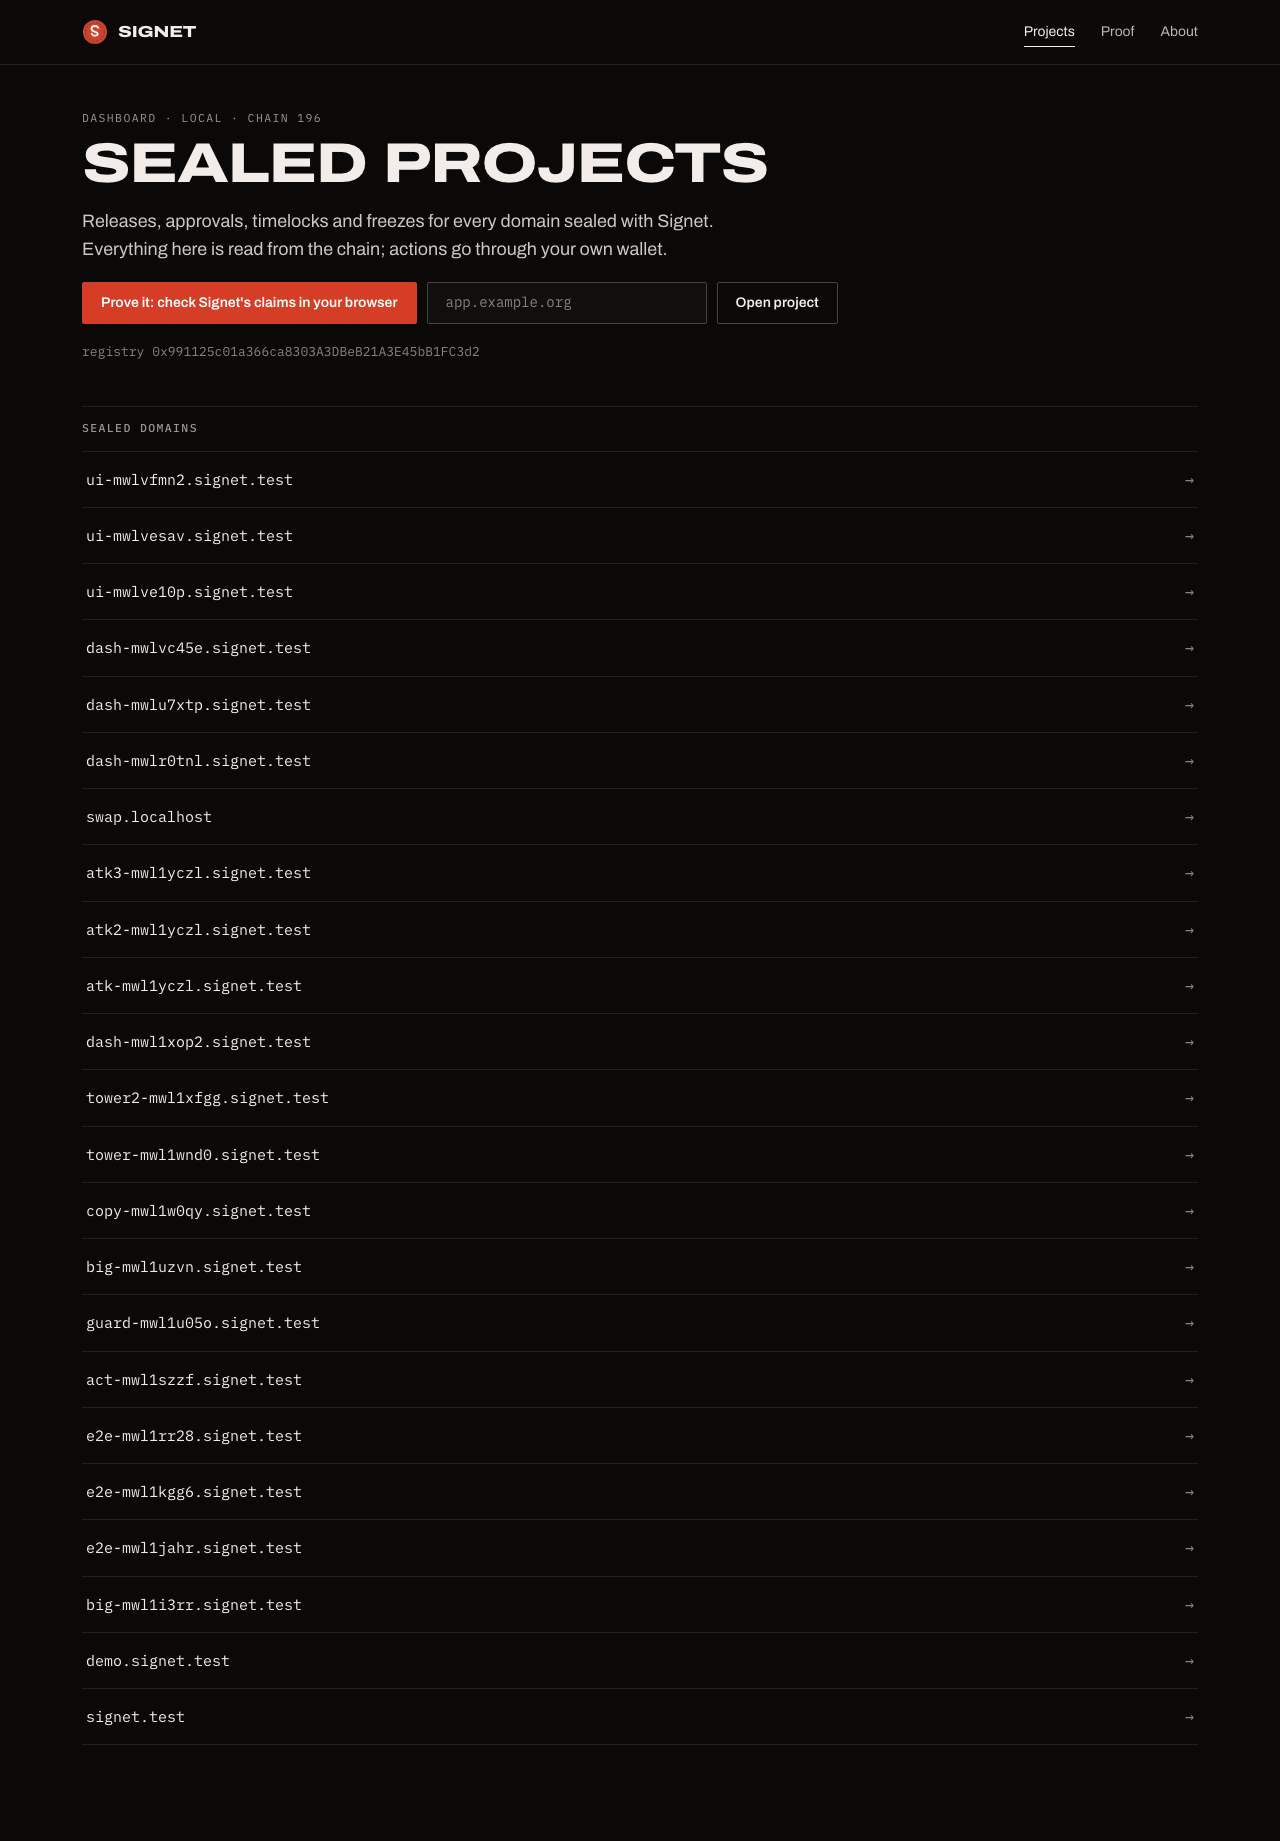 S SIGNET
Projects Proof About
DASHBOARD · LOCAL · CHAIN 196
SEALED PROJECTS
Releases, approvals, timelocks and freezes for every domain sealed with Signet.
Everything here is read from the chain; actions go through your own wallet.
Prove it: check Signet's claims in your browser
app.example.org
Open project
registry 0x991125c01a366ca8303A3DBeB21A3E45bB1FC3d2
SEALED DOMAINS
ui-mwlvfmn2.signet.test →
ui-mwlvesav.signet.test →
ui-mwlve10p.signet.test →
dash-mwlvc45e.signet.test →
dash-mwlu7xtp.signet.test →
dash-mwlr0tnl.signet.test →
swap.localhost →
atk3-mwl1yczl.signet.test →
atk2-mwl1yczl.signet.test →
atk-mwl1yczl.signet.test →
dash-mwl1xop2.signet.test →
tower2-mwl1xfgg.signet.test →
tower-mwl1wnd0.signet.test →
copy-mwl1w0qy.signet.test →
big-mwl1uzvn.signet.test →
guard-mwl1u05o.signet.test →
act-mwl1szzf.signet.test →
e2e-mwl1rr28.signet.test →
e2e-mwl1kgg6.signet.test →
e2e-mwl1jahr.signet.test →
big-mwl1i3rr.signet.test →
demo.signet.test →
signet.test →